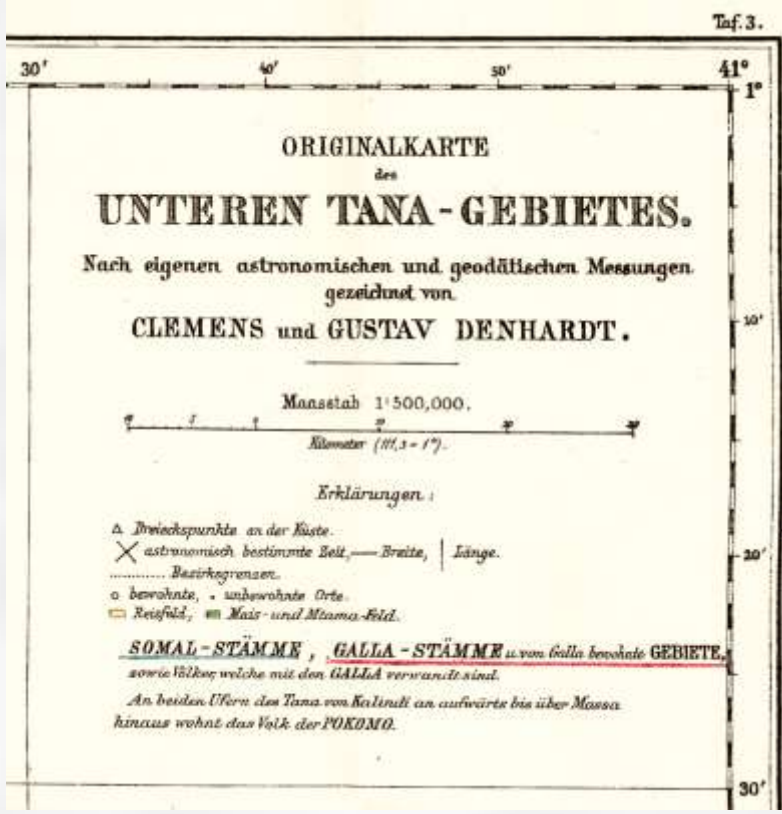 Taf. 3.
30' 40' 50' 41°
1°
ORIGINALKARTE
des
UNTEREN TANA-GEBIETES.
Nach eigenen astronomischen und geodätischen Messungen
gezeichnet von
CLEMENS und GUSTAV DENHARDT.
10'
Maasstab 1:500,000.
Kilometer (111,3 = 1°).
Erklärungen:
Dreieckspunkte an der Küste.
astronomisch bestimmte Zeit, Breite, Länge.
Bezirksgrenzen.
20'
bewohnte, unbewohnte Orte.
Reisfeld, Mais- und Mtama-Feld.
SOMAL-STÄMME, GALLA-STÄMME u. von Galla bewohnte GEBIETE,
sowie Völker, welche mit den GALLA verwandt sind.
An beiden Ufern des Tana von Kalindi an aufwärts bis über Massa
hinaus wohnt das Volk der POKOMO.
30'